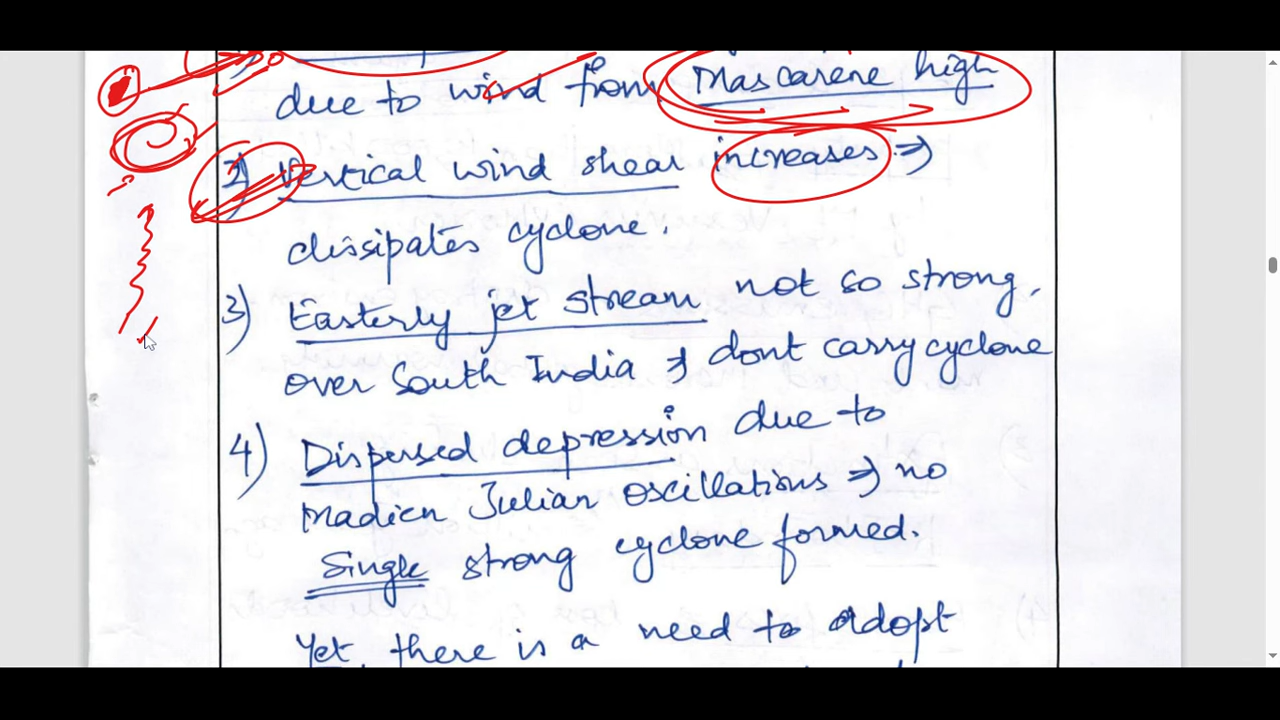 due to wind from Mascarene high
2) Vertical wind shear increases ⇒
dissipates cyclone.
3) Easterly jet stream not so strong,
over South India ⇒ dont carry cyclone
4) Dispersed depression due to
Madien Julian oscillations ⇒ no
Single strong cyclone formed.
Yet, there is a need to adopt